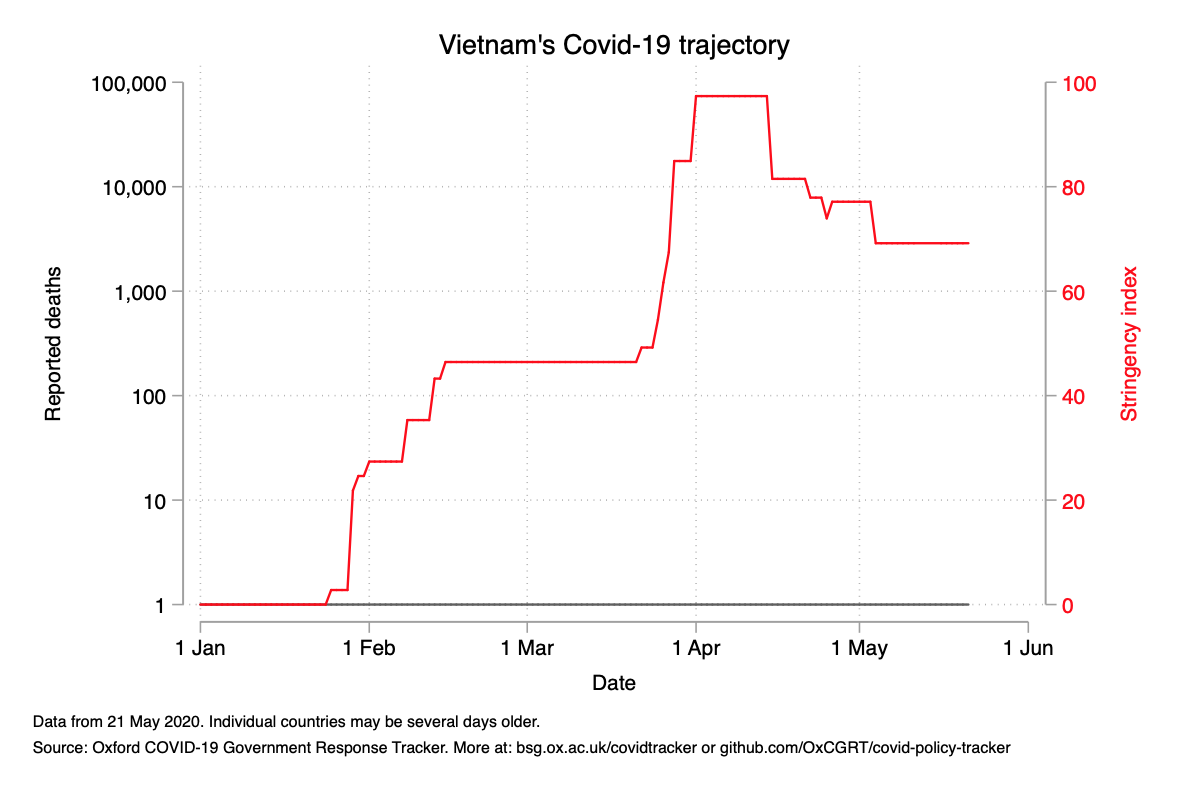 Vietnam's Covid-19 trajectory
100,000
10,000
1,000
100
10
1
Reported deaths
100
80
60
40
20
0
Stringency index
1 Jan 1 Feb 1 Mar 1 Apr 1 May 1 Jun
Date
Data from 21 May 2020. Individual countries may be several days older.
Source: Oxford COVID-19 Government Response Tracker. More at: bsg.ox.ac.uk/covidtracker or github.com/OxCGRT/covid-policy-tracker